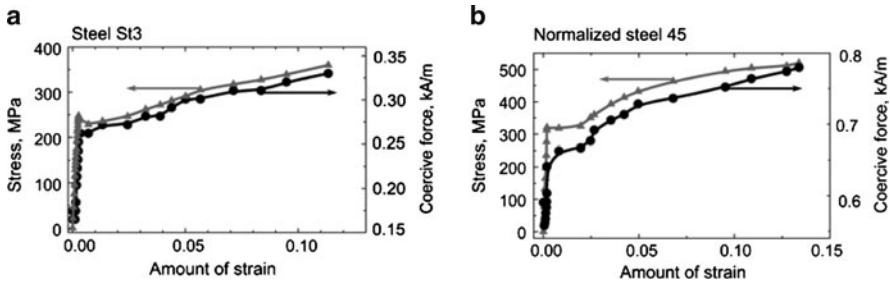 a
Steel St3
400
300
200
100
0
Stress, MPa
0.35
0.30
0.25
0.20
0.15
Coercive force, kA/m
0.00 0.05 0.10
Amount of strain
b
Normalized steel 45
500
400
300
200
100
0
Stress, MPa
0.8
0.7
0.6
Coercive force, kA/m
0.00 0.05 0.10 0.15
Amount of strain